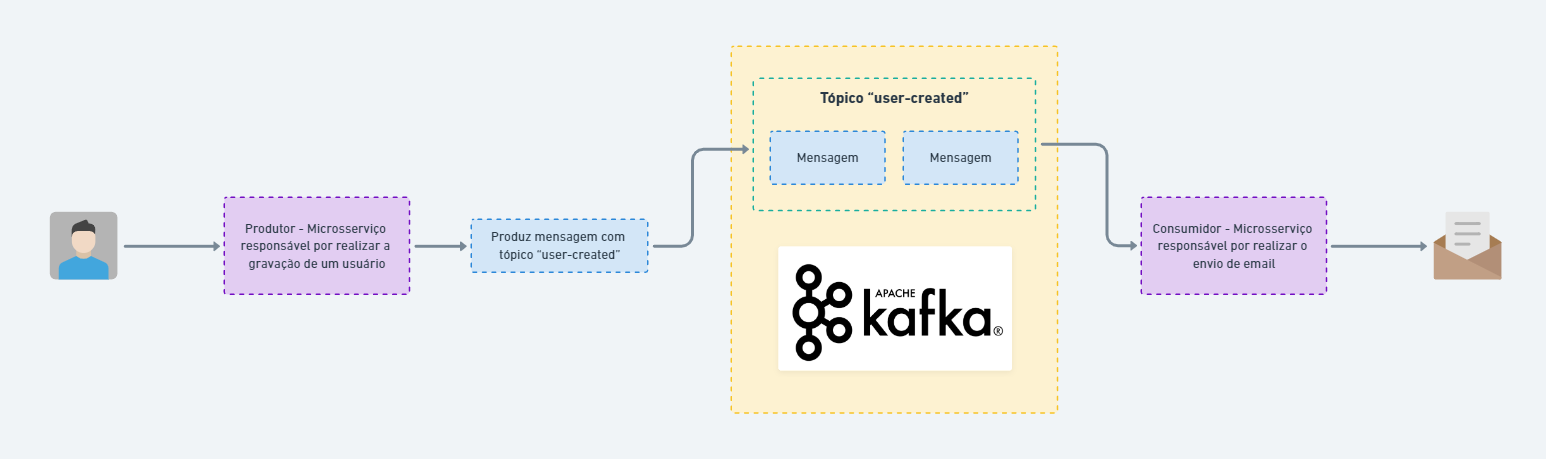 Produtor - Microsserviço
responsável por realizar a
gravação de um usuário
Produz mensagem com
tópico “user-created”
Tópico “user-created”
Mensagem
Mensagem
APACHE
kafka®
Consumidor - Microsserviço
responsável por realizar o
envio de email